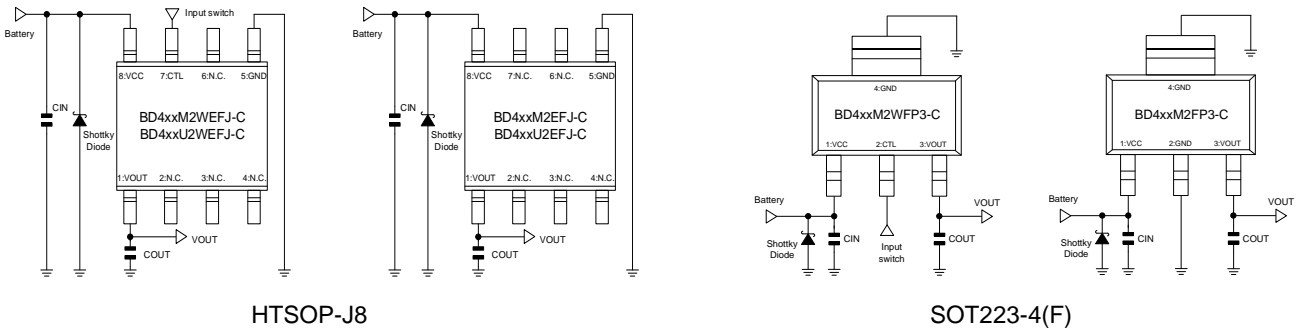 Battery
Input switch
8:VCC 7:CTL 6:N.C. 5:GND
CIN
Shottky
Diode
BD4xxM2WEFJ-C
BD4xxU2WEFJ-C
1:VOUT 2:N.C. 3:N.C. 4:N.C.
VOUT
COUT
Battery
8:VCC 7:N.C. 6:N.C. 5:GND
CIN
Shottky
Diode
BD4xxM2EFJ-C
BD4xxU2EFJ-C
1:VOUT 2:N.C. 3:N.C. 4:N.C.
VOUT
COUT
HTSOP-J8
4:GND
BD4xxM2WFP3-C
1:VCC 2:CTL 3:VOUT
Battery
VOUT
Shottky
Diode
CIN
Input
switch
COUT
4:GND
BD4xxM2FP3-C
1:VCC 2:GND 3:VOUT
Battery
VOUT
Shottky
Diode
CIN
COUT
SOT223-4(F)